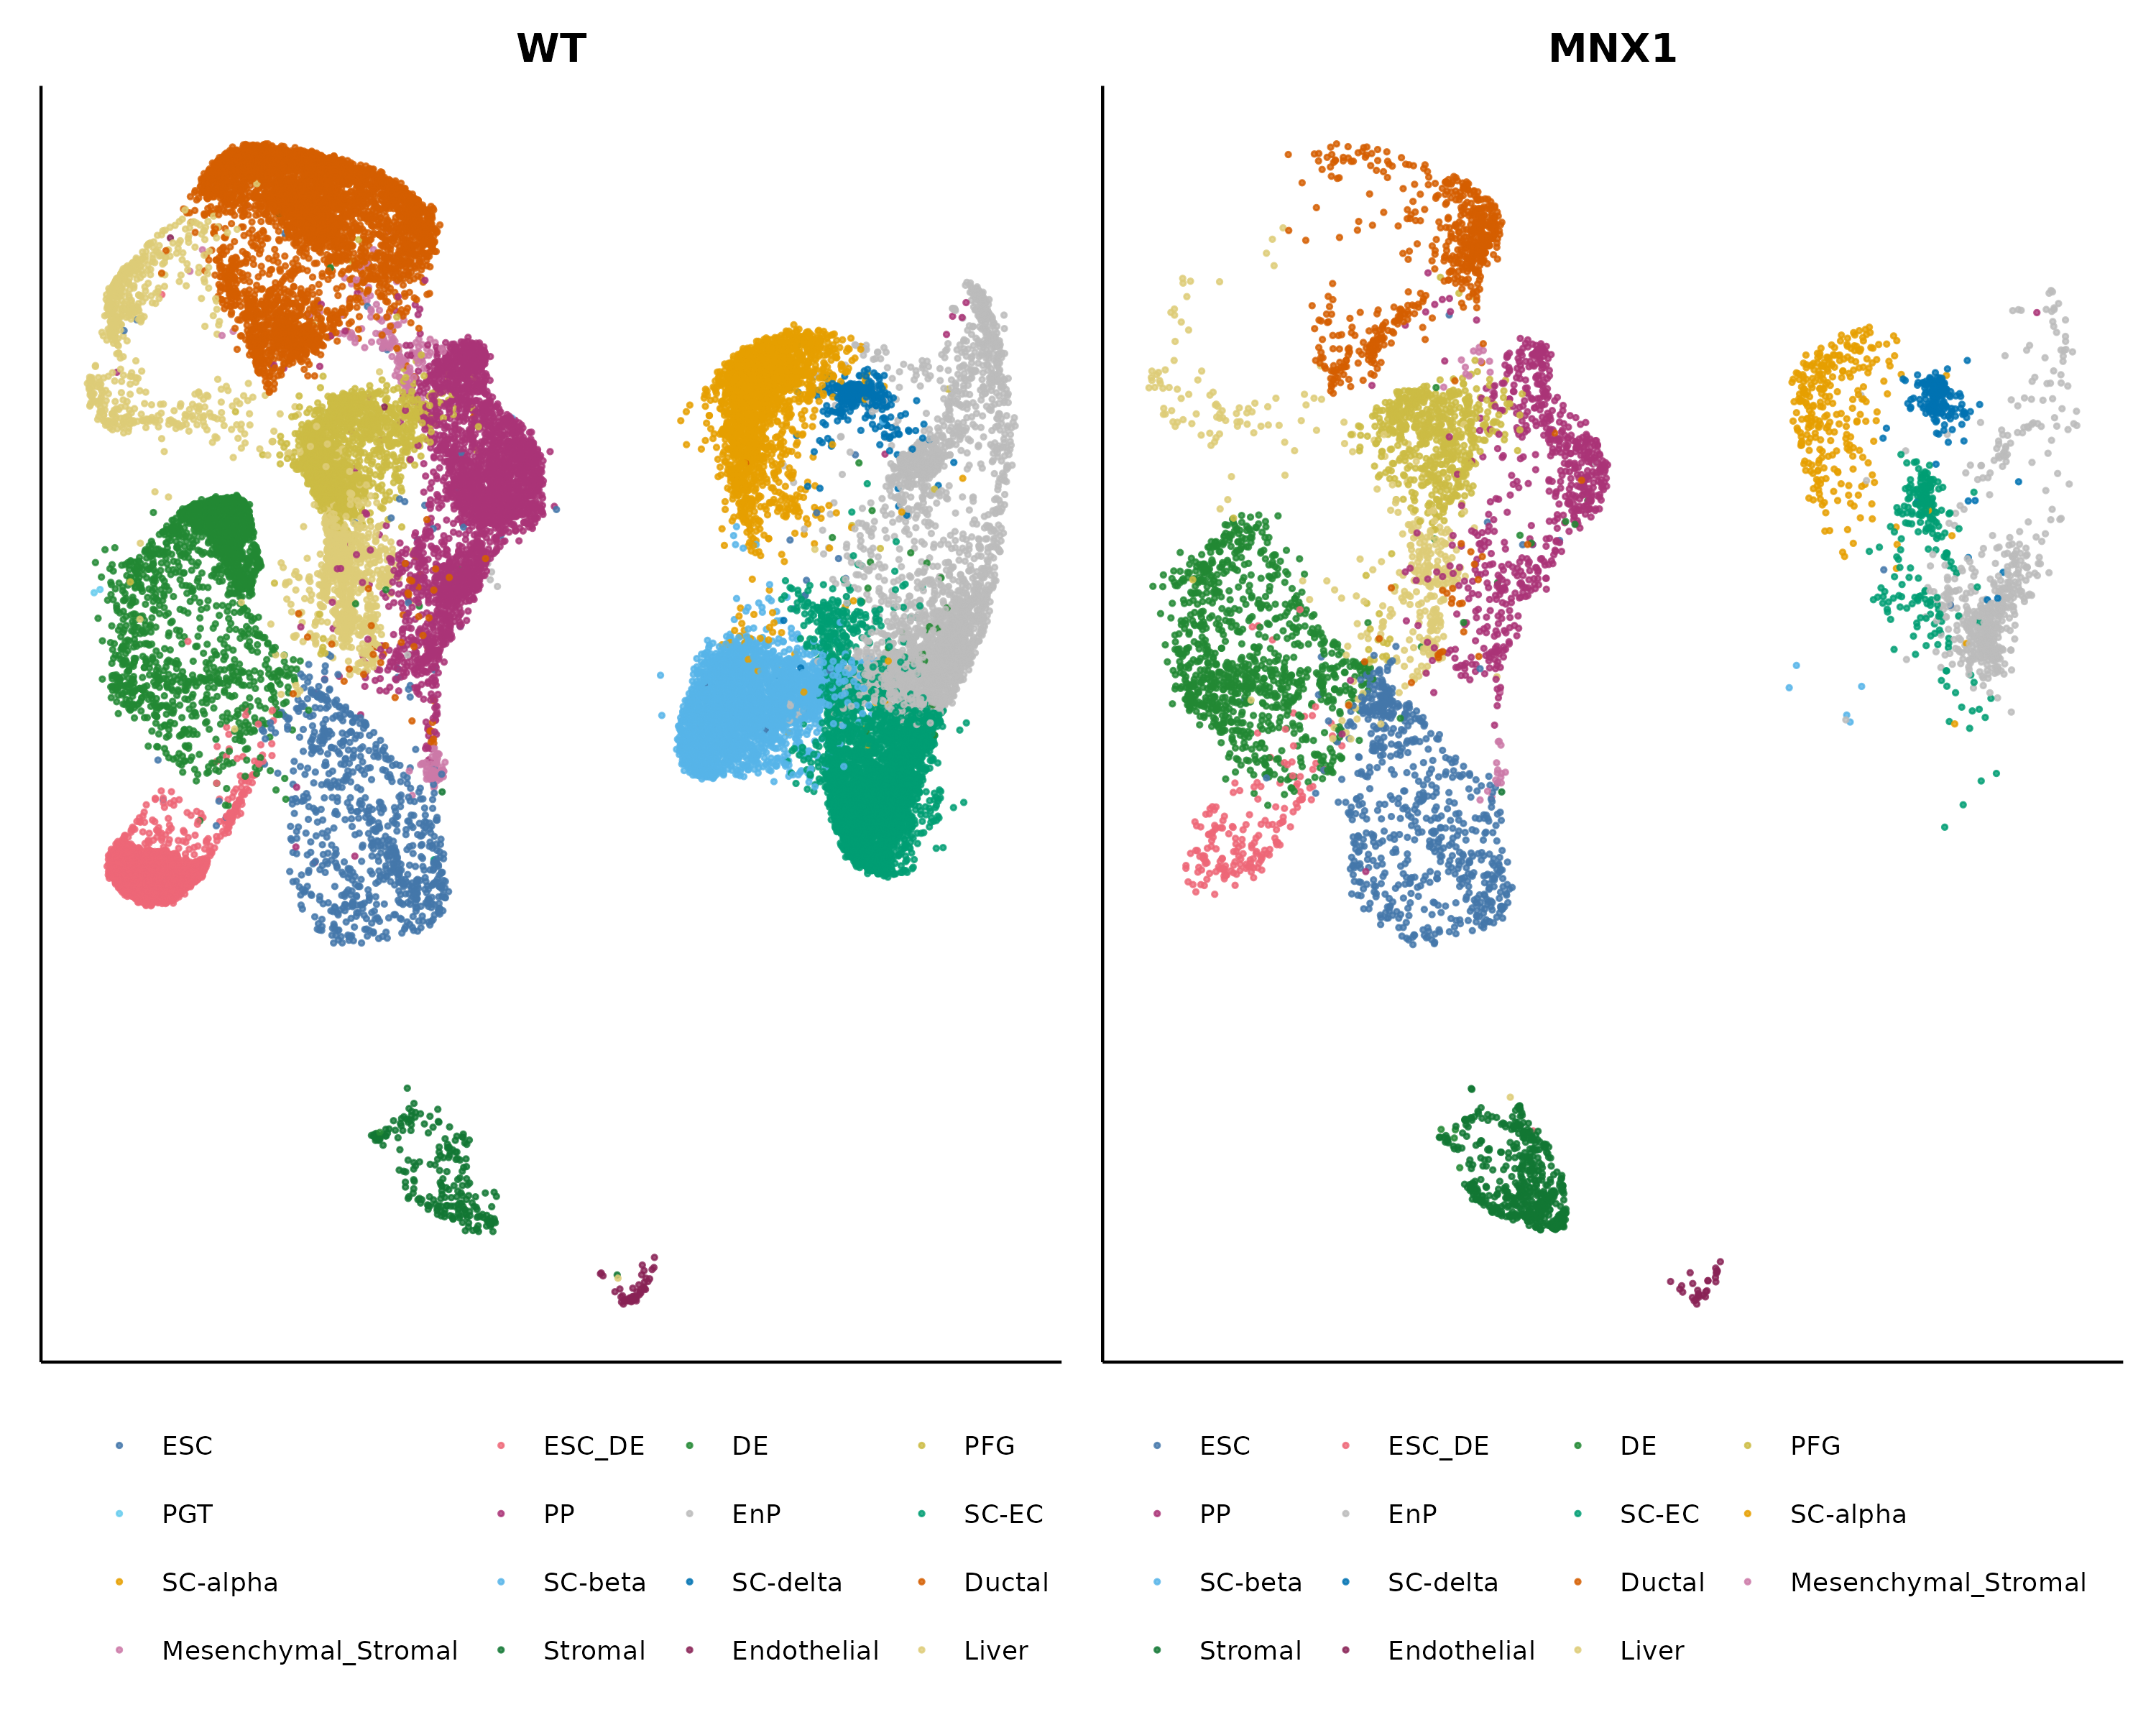 WT
MNX1
ESC ESC_DE DE PFG
PGT PP EnP SC-EC
SC-alpha SC-beta SC-delta Ductal
Mesenchymal_Stromal Stromal Endothelial Liver
ESC ESC_DE DE PFG
PP EnP SC-EC SC-alpha
SC-beta SC-delta Ductal Mesenchymal_Stromal
Stromal Endothelial Liver